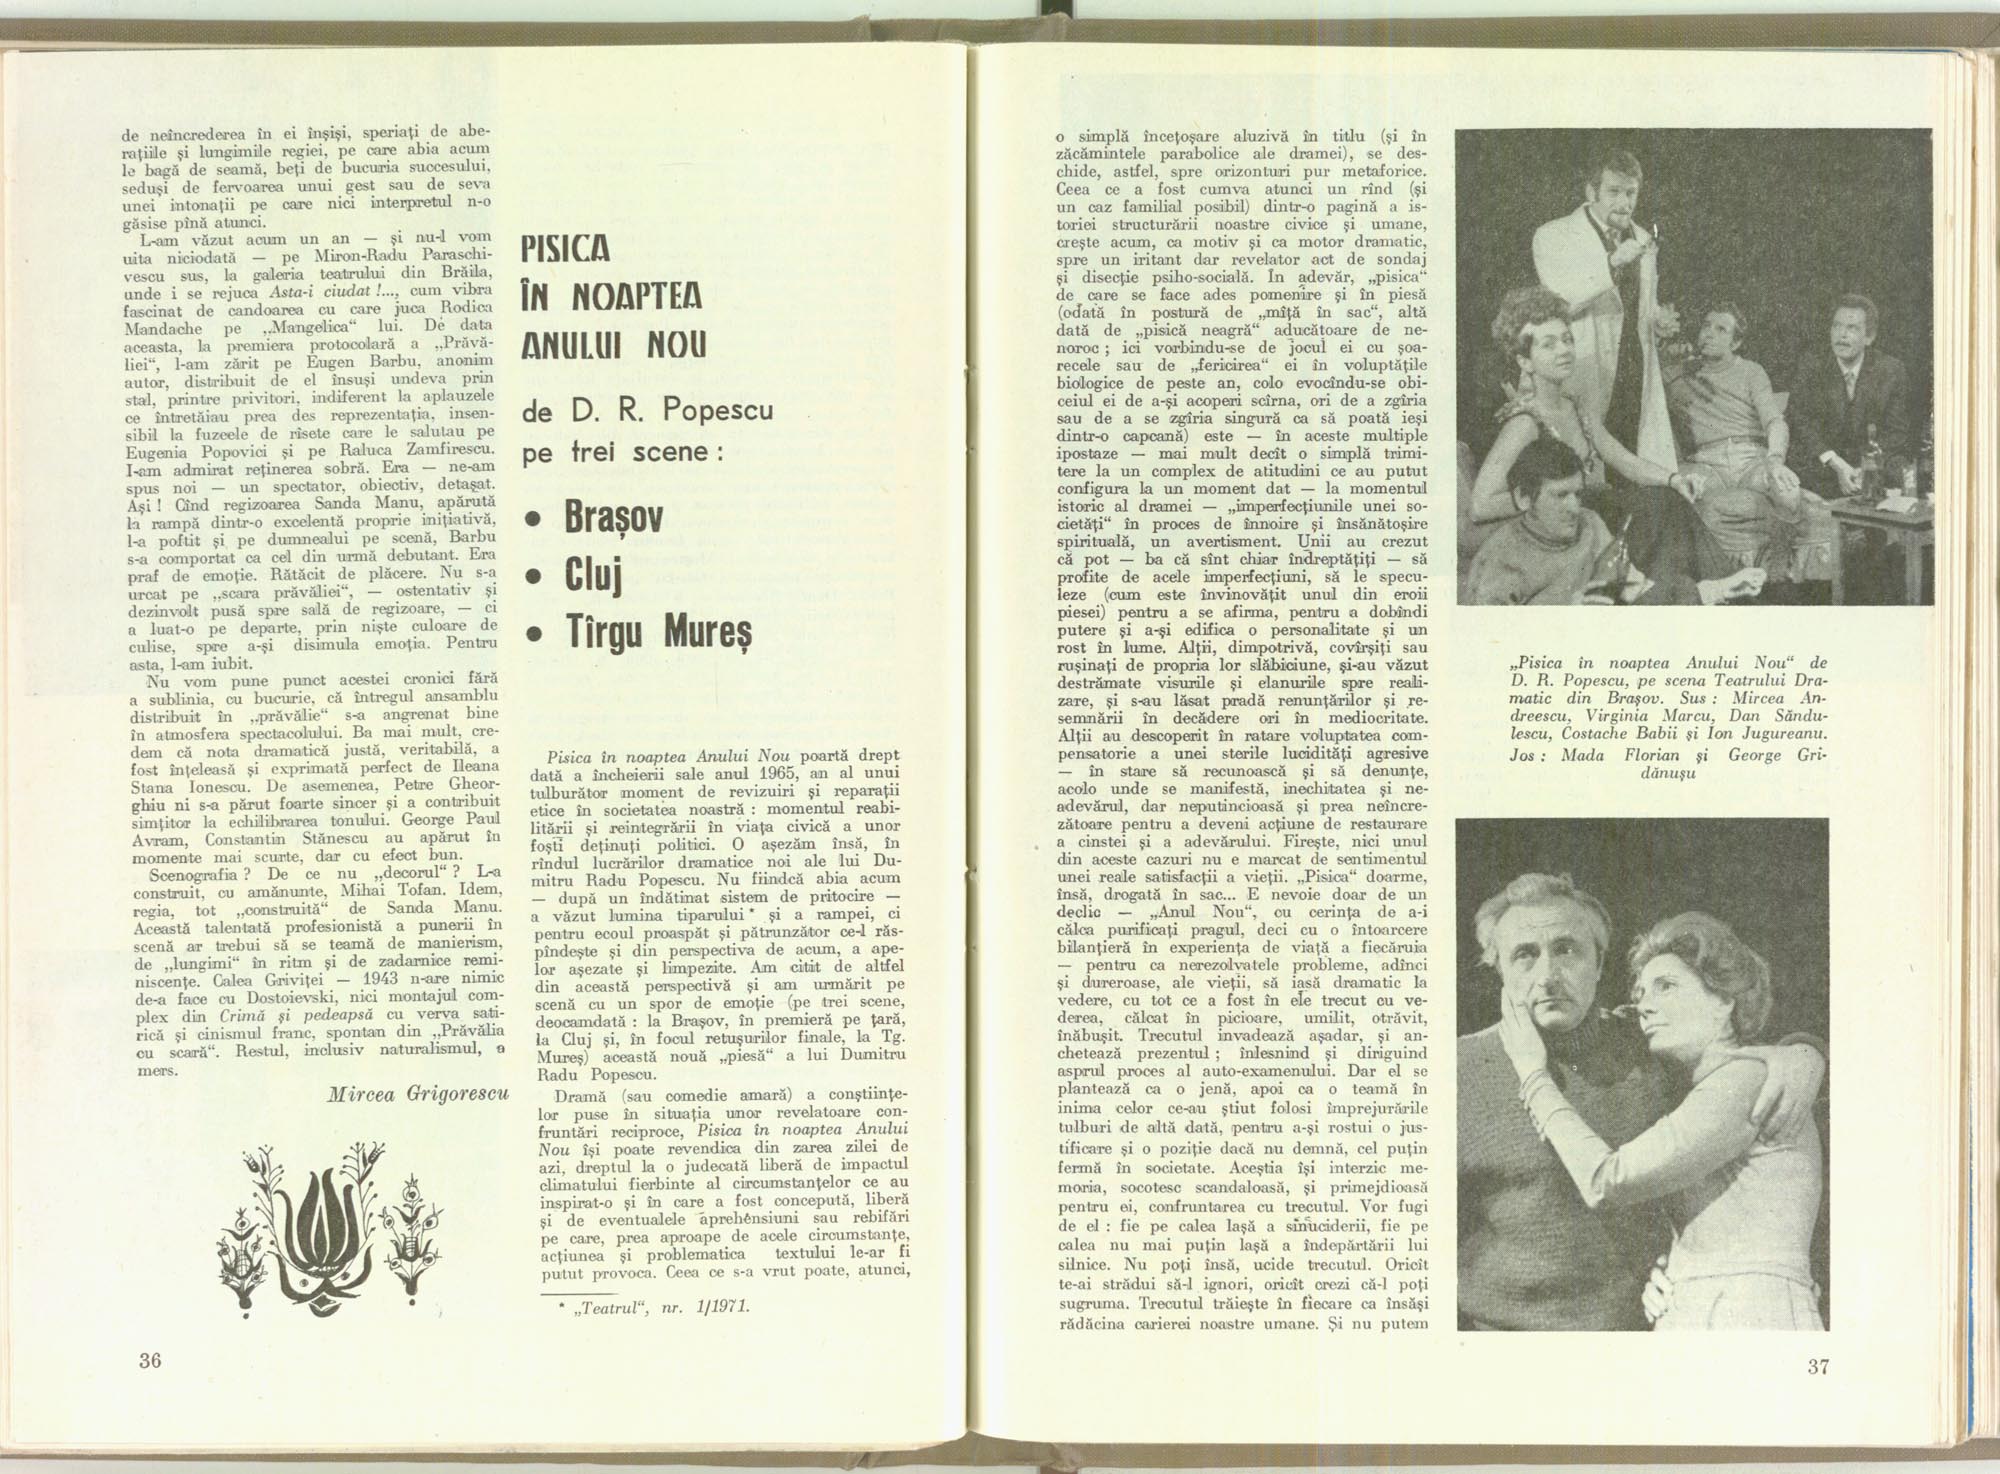 de neîncrederea în ei înșiși, speriați de abe-
rațiile și lungimile regiei, pe care abia acum
le bagă de seamă, beți de bucuria succesului,
seduși de fervoarea unui gest sau de seva
unei intonații pe care nici interpretul n-o
găsise pînă atunci.
L-am văzut acum un an — și nu-l vom
uita niciodată — pe Miron-Radu Paraschi-
vescu sus, la galeria teatrului din Brăila,
unde i se rejuca Asta-i ciudat !..., cum vibra
fascinat de candoarea cu care juca Rodica
Mandache pe „Mangelica“ lui. De data
aceasta, la premiera protocolară a „Prăvă-
liei“, l-am zărit pe Eugen Barbu, anonim
autor, distribuit de el însuși undeva prin
stal, printre privitori, indiferent la aplauzele
ce întretăiau prea des reprezentația, insen-
sibil la fuzeele de rîsete care le salutau pe
Eugenia Popovici și pe Raluca Zamfirescu.
I-am admirat reținerea sobră. Era — ne-am
spus noi — un spectator, obiectiv, detașat.
Ași ! Cînd regizoarea Sanda Manu, apărută
la rampă dintr-o excelentă proprie inițiativă,
l-a poftit și pe dumnealui pe scenă, Barbu
s-a comportat ca cel din urmă debutant. Era
praf de emoție. Rătăcit de plăcere. Nu s-a
urcat pe „scara prăvăliei“, — ostentativ și
dezinvolt pusă spre sală de regizoare, — ci
a luat-o pe departe, prin niște culoare de
culise, spre a-și disimula emoția. Pentru
asta, l-am iubit.
Nu vom pune punct acestei cronici fără
a sublinia, cu bucurie, că întregul ansamblu
distribuit în „prăvălie“ s-a angrenat bine
în atmosfera spectacolului. Ba mai mult, cre-
dem că nota dramatică justă, veritabilă, a
fost înțeleasă și exprimată perfect de Ileana
Stana Ionescu. De asemenea, Petre Gheor-
ghiu ni s-a părut foarte sincer și a contribuit
simțitor la echilibrarea tonului. George Paul
Avram, Constantin Stănescu au apărut în
momente mai scurte, dar cu efect bun.
Scenografia ? De ce nu „decorul“ ? L-a
construit, cu amănunte, Mihai Tofan. Idem,
regia, tot „construită“ de Sanda Manu.
Această talentată profesionistă a punerii în
scenă ar trebui să se teamă de manierism,
de „lungimi“ în ritm și de zadarnice remi-
niscențe. Calea Griviței — 1943 n-are nimic
de-a face cu Dostoievski, nici montajul com-
plex din Crimă și pedeapsă cu verva sati-
rică și cinismul franc, spontan din „Prăvălia
cu scară“. Restul, inclusiv naturalismul, a
mers.
Mircea Grigorescu
36
PISICA
ÎN NOAPTEA
ANULUI NOU
de D. R. Popescu
pe trei scene :
• Brașov
• Cluj
• Tîrgu Mureș
Pisica în noaptea Anului Nou poartă drept
dată a încheierii sale anul 1965, an al unui
tulburător moment de revizuiri și reparații
etice în societatea noastră : momentul reabi-
litării și reintegrării în viața civică a unor
foști deținuți politici. O așezăm însă, în
rîndul lucrărilor dramatice noi ale lui Du-
mitru Radu Popescu. Nu fiindcă abia acum
— după un îndătinat sistem de pritocire —
a văzut lumina tiparului * și a rampei, ci
pentru ecoul proaspăt și pătrunzător ce-l răs-
pîndește și din perspectiva de acum, a ape-
lor așezate și limpezite. Am citit de altfel
din această perspectivă și am urmărit pe
scenă cu un spor de emoție (pe trei scene,
deocamdată : la Brașov, în premieră pe țară,
la Cluj și, în focul retușurilor finale, la Tg.
Mureș) această nouă „piesă“ a lui Dumitru
Radu Popescu.
Dramă (sau comedie amară) a conștiințe-
lor puse în situația unor revelatoare con-
fruntări reciproce, Pisica în noaptea Anului
Nou își poate revendica din zarea zilei de
azi, dreptul la o judecată liberă de impactul
climatului fierbinte al circumstanțelor ce au
inspirat-o și în care a fost concepută, liberă
și de eventualele aprehensiuni sau rebifări
pe care, prea aproape de acele circumstanțe,
acțiunea și problematica textului le-ar fi
putut provoca. Ceea ce s-a vrut poate, atunci,
* „Teatrul“, nr. 1/1971.
o simplă încețoșare aluzivă în titlu (și în
zăcămintele parabolice ale dramei), se des-
chide, astfel, spre orizonturi pur metaforice.
Ceea ce a fost cumva atunci un rînd (și
un caz familial posibil) dintr-o pagină a is-
toriei structurării noastre civice și umane,
crește acum, ca motiv și ca motor dramatic,
spre un iritant dar revelator act de sondaj
și disecție psiho-socială. În adevăr, „pisica“
de care se face ades pomenire și în piesă
(odată în postură de „mîță în sac“, altă
dată de „pisică neagră“ aducătoare de ne-
noroc ; ici vorbindu-se de jocul ei cu șoa-
recele sau de „fericirea“ ei în voluptățile
biologice de peste an, colo evocîndu-se obi-
ceiul ei de a-și acoperi scîrna, ori de a zgîria
sau de a se zgîria singură ca să poată ieși
dintr-o capcană) este — în aceste multiple
ipostaze — mai mult decît o simplă trimi-
tere la un complex de atitudini ce au putut
configura la un moment dat — la momentul
istoric al dramei — „imperfecțiunile unei so-
cietăți“ în proces de înnoire și însănătoșire
spirituală, un avertisment. Unii au crezut
că pot — ba că sînt chiar îndreptățiți — să
profite de acele imperfecțiuni, să le specu-
leze (cum este învinovățit unul din eroii
piesei) pentru a se afirma, pentru a dobîndi
putere și a-și edifica o personalitate și un
rost în lume. Alții, dimpotrivă, covîrșiți sau
rușinați de propria lor slăbiciune, și-au văzut
destrămate visurile și elanurile spre reali-
zare, și s-au lăsat pradă renunțărilor și re-
semnării în decădere ori în mediocritate.
Alții au descoperit în ratare voluptatea com-
pensatorie a unei sterile lucidități agresive
— în stare să recunoască și să denunțe,
acolo unde se manifestă, inechitatea și ne-
adevărul, dar neputincioasă și prea neîncre-
zătoare pentru a deveni acțiune de restaurare
a cinstei și a adevărului. Firește, nici unul
din aceste cazuri nu e marcat de sentimentul
unei reale satisfacții a vieții. „Pisica“ doarme,
însă, drogată în sac... E nevoie doar de un
declic — „Anul Nou“, cu cerința de a-i
călca purificați pragul, deci cu o întoarcere
bilanțieră în experiența de viață a fiecăruia
— pentru ca nerezolvatele probleme, adînci
și dureroase, ale vieții, să iasă dramatic la
vedere, cu tot ce a fost în ele trecut cu ve-
derea, călcat în picioare, umilit, otrăvit,
înăbușit. Trecutul invadează așadar, și an-
chetează prezentul ; înlesnind și diriguind
asprul proces al auto-examenului. Dar el se
plantează ca o jenă, apoi ca o teamă în
inima celor ce-au știut folosi împrejurările
tulburi de altă dată, pentru a-și rostui o jus-
tificare și o poziție dacă nu demnă, cel puțin
fermă în societate. Aceștia își interzic me-
moria, socotesc scandaloasă, și primejdioasă
pentru ei, confruntarea cu trecutul. Vor fugi
de el : fie pe calea lașă a sinuciderii, fie pe
calea nu mai puțin lașă a îndepărtării lui
silnice. Nu poți însă, ucide trecutul. Oricît
te-ai strădui să-l ignori, oricît crezi că-l poți
sugruma. Trecutul trăiește în fiecare ca însăși
rădăcina carierei noastre umane. Și nu putem
„Pisica în noaptea Anului Nou“ de
D. R. Popescu, pe scena Teatrului Dra-
matic din Brașov. Sus : Mircea An-
dreescu, Virginia Marcu, Dan Săndu-
lescu, Costache Babii și Ion Jugureanu.
Jos : Mada Florian și George Gri-
dănușu
37